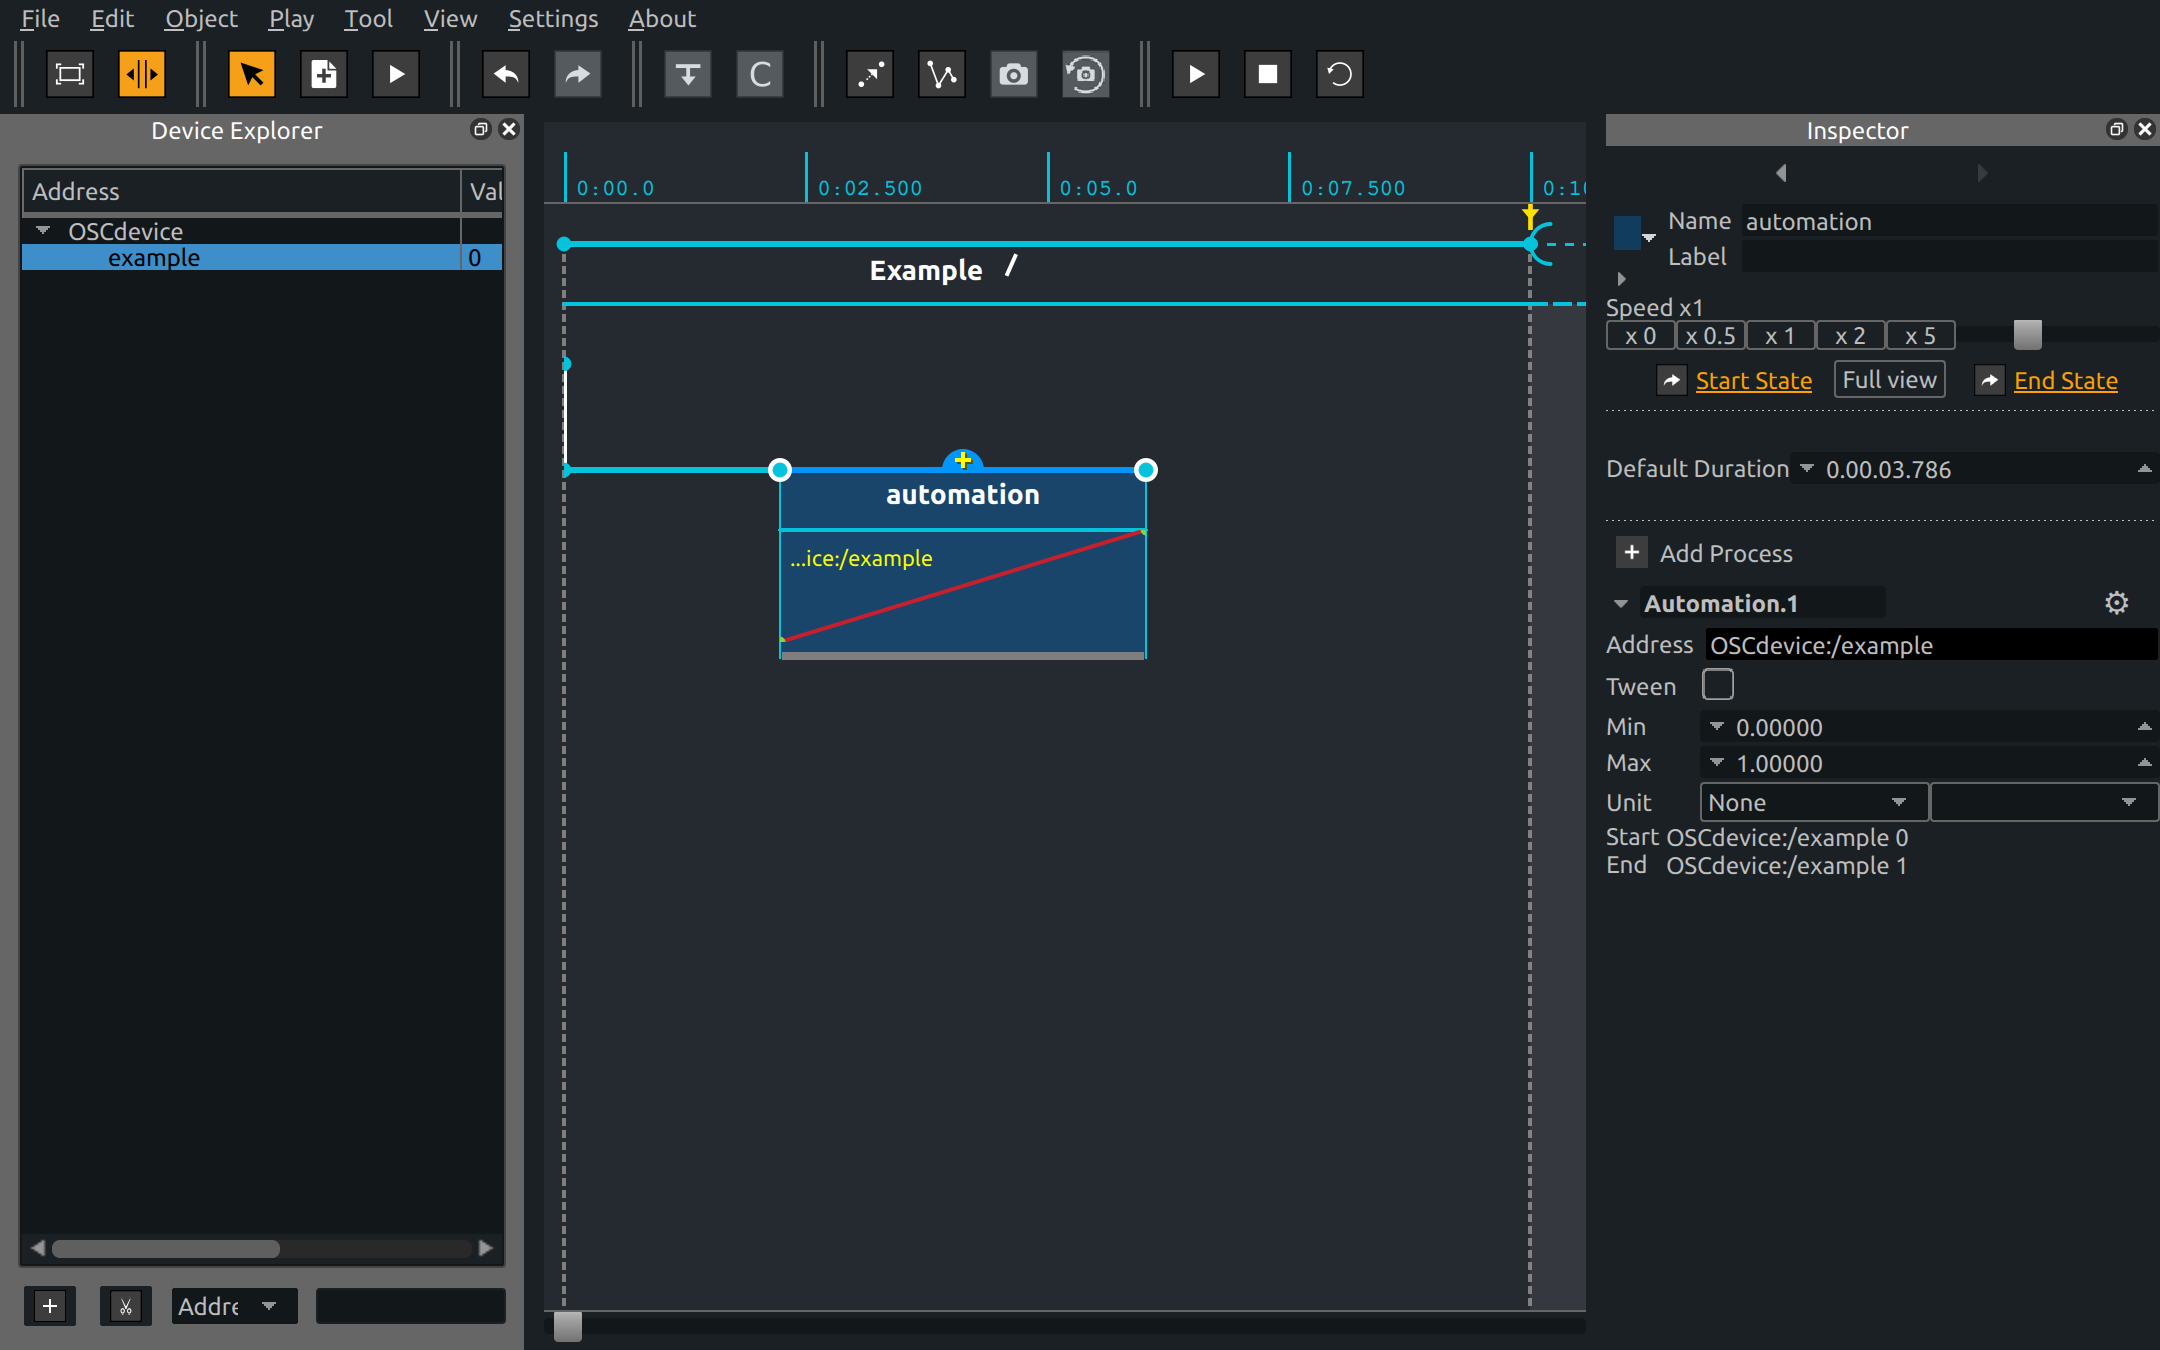 File Edit Object Play Tool View Settings About
C
Device Explorer
Address Val
OSCdevice
example 0
Addre
0:00.0 0:02.500 0:05.0 0:07.500 0:10
Example /
automation
...ice:/example
Inspector
Name automation
Label
Speed x1
x 0 x 0.5 x 1 x 2 x 5
Start State Full view End State
Default Duration 0.00.03.786
+ Add Process
Automation.1
Address OSCdevice:/example
Tween
Min 0.00000
Max 1.00000
Unit None
Start OSCdevice:/example 0
End OSCdevice:/example 1